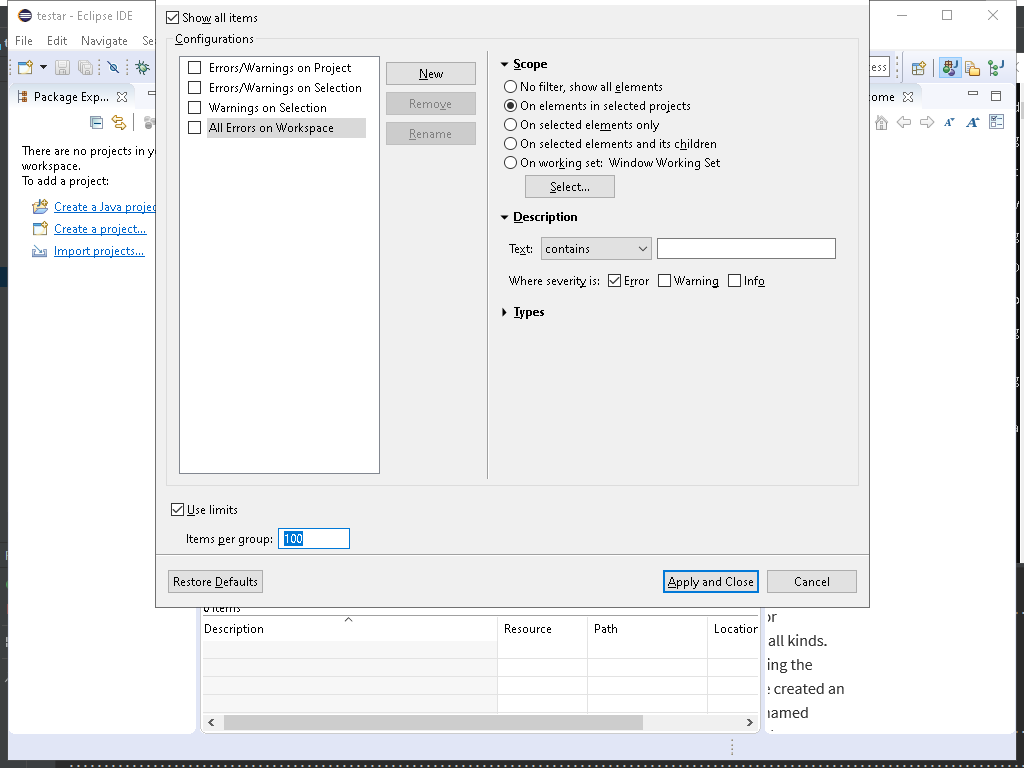 testar - Eclipse IDE
File Edit Navigate Se
Package Exp...
There are no projects in y
workspace.
To add a project:
Create a Java projec
Create a project...
Import projects...
Show all items
Configurations
Errors/Warnings on Project
Errors/Warnings on Selection
Warnings on Selection
All Errors on Workspace
New
Remove
Rename
Scope
No filter, show all elements
On elements in selected projects
On selected elements only
On selected elements and its children
On working set: Window Working Set
Select...
Description
Text: contains
Where severity is: Error Warning Info
Types
Use limits
Items per group: 100
Restore Defaults
Apply and Close
Cancel
ess
ome
0 items
Description Resource Path Location
or
all kinds.
ing the
created an
named